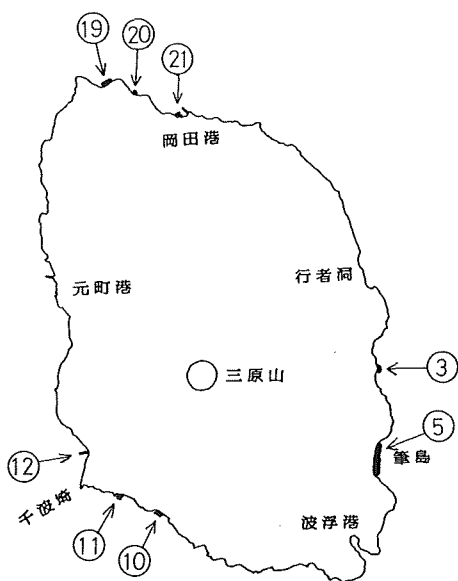 ⑲
⑳
㉑
岡田港
行者洞
元町港
三原山
③
⑤
筆島
⑫
千波崎
⑪
⑩
波浮港